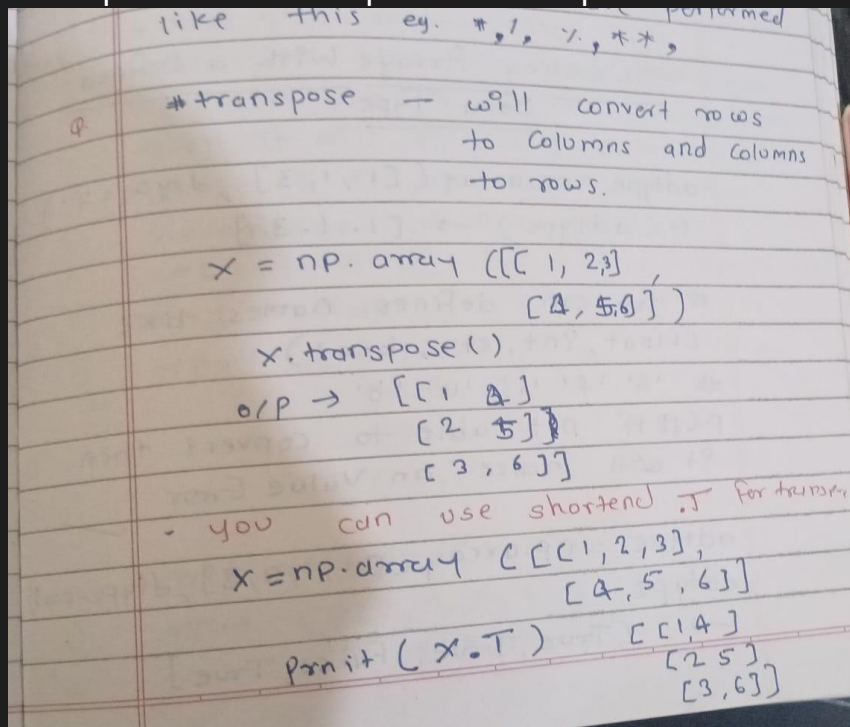 like this eg. *, /, %, **,
# transpose - will convert rows
Q.
to columns and columns
to rows.
X = np. array ([[ 1, 2,3],
[4, 5,6]])
X. transpose ()
o/p → [[1 4]
[2 5]]
[3, 6]]
- you can use shortend .T for
X = np. array ([[1, 2, 3],
[4, 5, 6]]
Prnit (X.T) [[1,4]
[2 5]
[3, 6]]